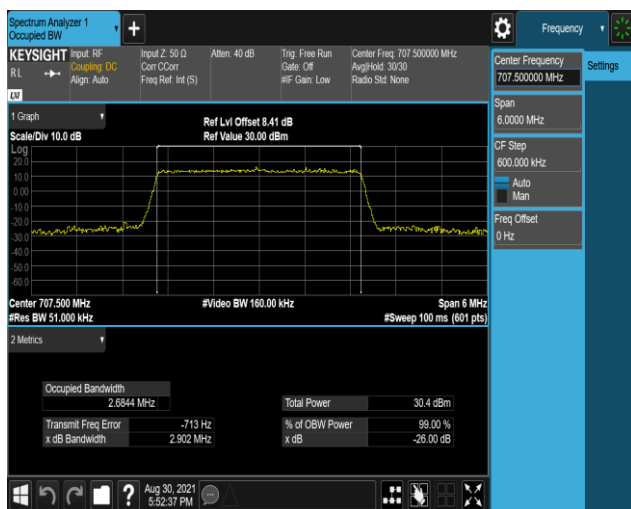 Spectrum Analyzer 1
Occupied BW
+
Frequency
KEYSIGHT
RL
LXI
Input: RF
Coupling: DC
Align: Auto
Input Z: 50 Ω
Corr CCorr
Freq Ref: Int (S)
Atten: 40 dB
Trig: Free Run
Gate: Off
#IF Gain: Low
Center Freq: 707.500000 MHz
Avg|Hold: 30/30
Radio Std: None
Center Frequency
707.500000 MHz
Settings
Span
6.0000 MHz
CF Step
600.000 kHz
Auto
Man
Freq Offset
0 Hz
1 Graph
Scale/Div 10.0 dB
Ref Lvl Offset 8.41 dB
Ref Value 30.00 dBm
Log
20.0
10.0
0.00
-10.0
-20.0
-30.0
-40.0
-50.0
-60.0
Center 707.500 MHz
#Video BW 160.00 kHz
Span 6 MHz
#Res BW 51.000 kHz
#Sweep 100 ms (601 pts)
2 Metrics
Occupied Bandwidth
2.6844 MHz
Total Power 30.4 dBm
Transmit Freq Error -713 Hz
% of OBW Power 99.00 %
x dB Bandwidth 2.902 MHz
x dB -26.00 dB
?
Aug 30, 2021
5:52:37 PM